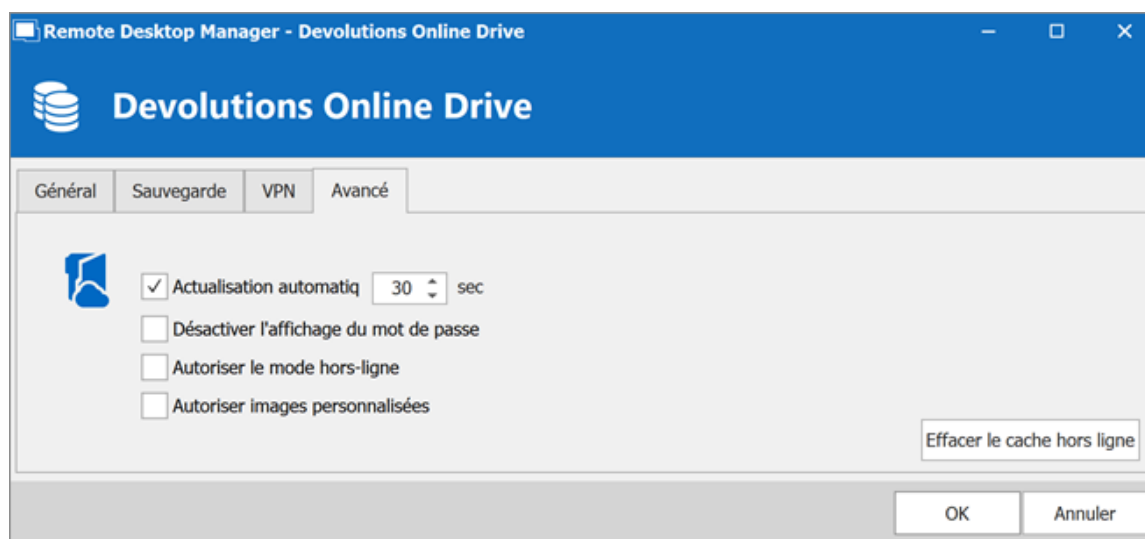 Remote Desktop Manager - Devolutions Online Drive
Devolutions Online Drive
Général Sauvegarde VPN Avancé
Actualisation automatiq 30 sec
Désactiver l'affichage du mot de passe
Autoriser le mode hors-ligne
Autoriser images personnalisées
Effacer le cache hors ligne
OK Annuler